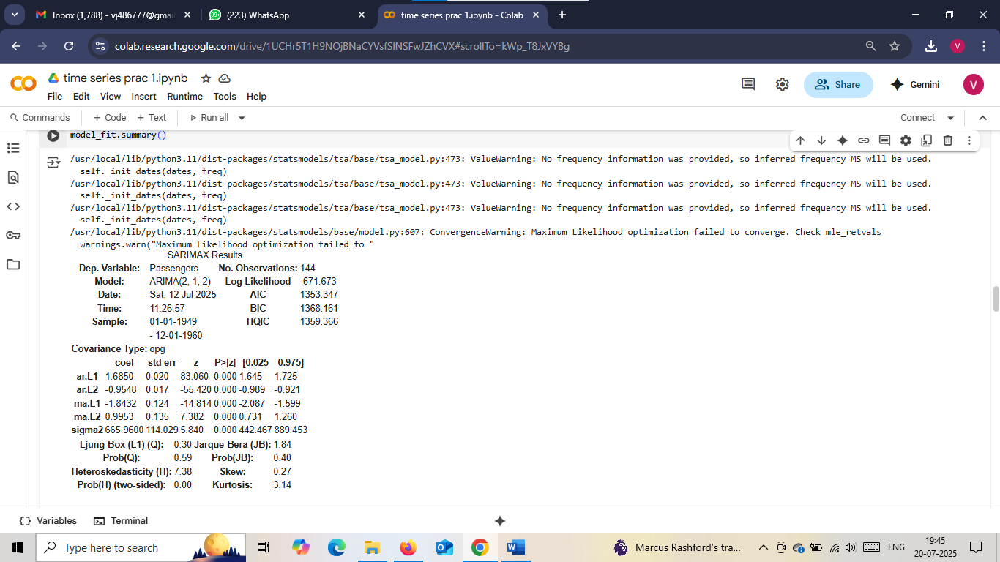 Inbox (1,788) - vj486777@gmai
(223) WhatsApp
time series prac 1.ipynb - Colab
colab.research.google.com/drive/1UCHr5T1H9NOjBNaCYVsfSINSFwJZhCVX#scrollTo=kWp_T8JxVYBg
V
time series prac 1.ipynb
File Edit View Insert Runtime Tools Help
Share
Gemini
V
Commands + Code + Text Run all
Connect
model_fit.summary()
/usr/local/lib/python3.11/dist-packages/statsmodels/tsa/base/tsa_model.py:473: ValueWarning: No frequency information was provided, so inferred frequency MS will be used.
self._init_dates(dates, freq)
/usr/local/lib/python3.11/dist-packages/statsmodels/tsa/base/tsa_model.py:473: ValueWarning: No frequency information was provided, so inferred frequency MS will be used.
self._init_dates(dates, freq)
/usr/local/lib/python3.11/dist-packages/statsmodels/tsa/base/tsa_model.py:473: ValueWarning: No frequency information was provided, so inferred frequency MS will be used.
self._init_dates(dates, freq)
/usr/local/lib/python3.11/dist-packages/statsmodels/base/model.py:607: ConvergenceWarning: Maximum Likelihood optimization failed to converge. Check mle_retvals
warnings.warn("Maximum Likelihood optimization failed to "
SARIMAX Results
Dep. Variable: Passengers No. Observations: 144
Model: ARIMA(2, 1, 2) Log Likelihood -671.673
Date: Sat, 12 Jul 2025 AIC 1353.347
Time: 11:26:57 BIC 1368.161
Sample: 01-01-1949 HQIC 1359.366
- 12-01-1960
Covariance Type: opg
coef std err z P>|z| [0.025 0.975]
ar.L1 1.6850 0.020 83.060 0.000 1.645 1.725
ar.L2 -0.9548 0.017 -55.420 0.000 -0.989 -0.921
ma.L1 -1.8432 0.124 -14.814 0.000 -2.087 -1.599
ma.L2 0.9953 0.135 7.382 0.000 0.731 1.260
sigma2 665.9600 114.029 5.840 0.000 442.467 889.453
Ljung-Box (L1) (Q): 0.30 Jarque-Bera (JB): 1.84
Prob(Q): 0.59 Prob(JB): 0.40
Heteroskedasticity (H): 7.38 Skew: 0.27
Prob(H) (two-sided): 0.00 Kurtosis: 3.14
Variables Terminal
Type here to search
Marcus Rashford's tra...
ENG
19:45
20-07-2025